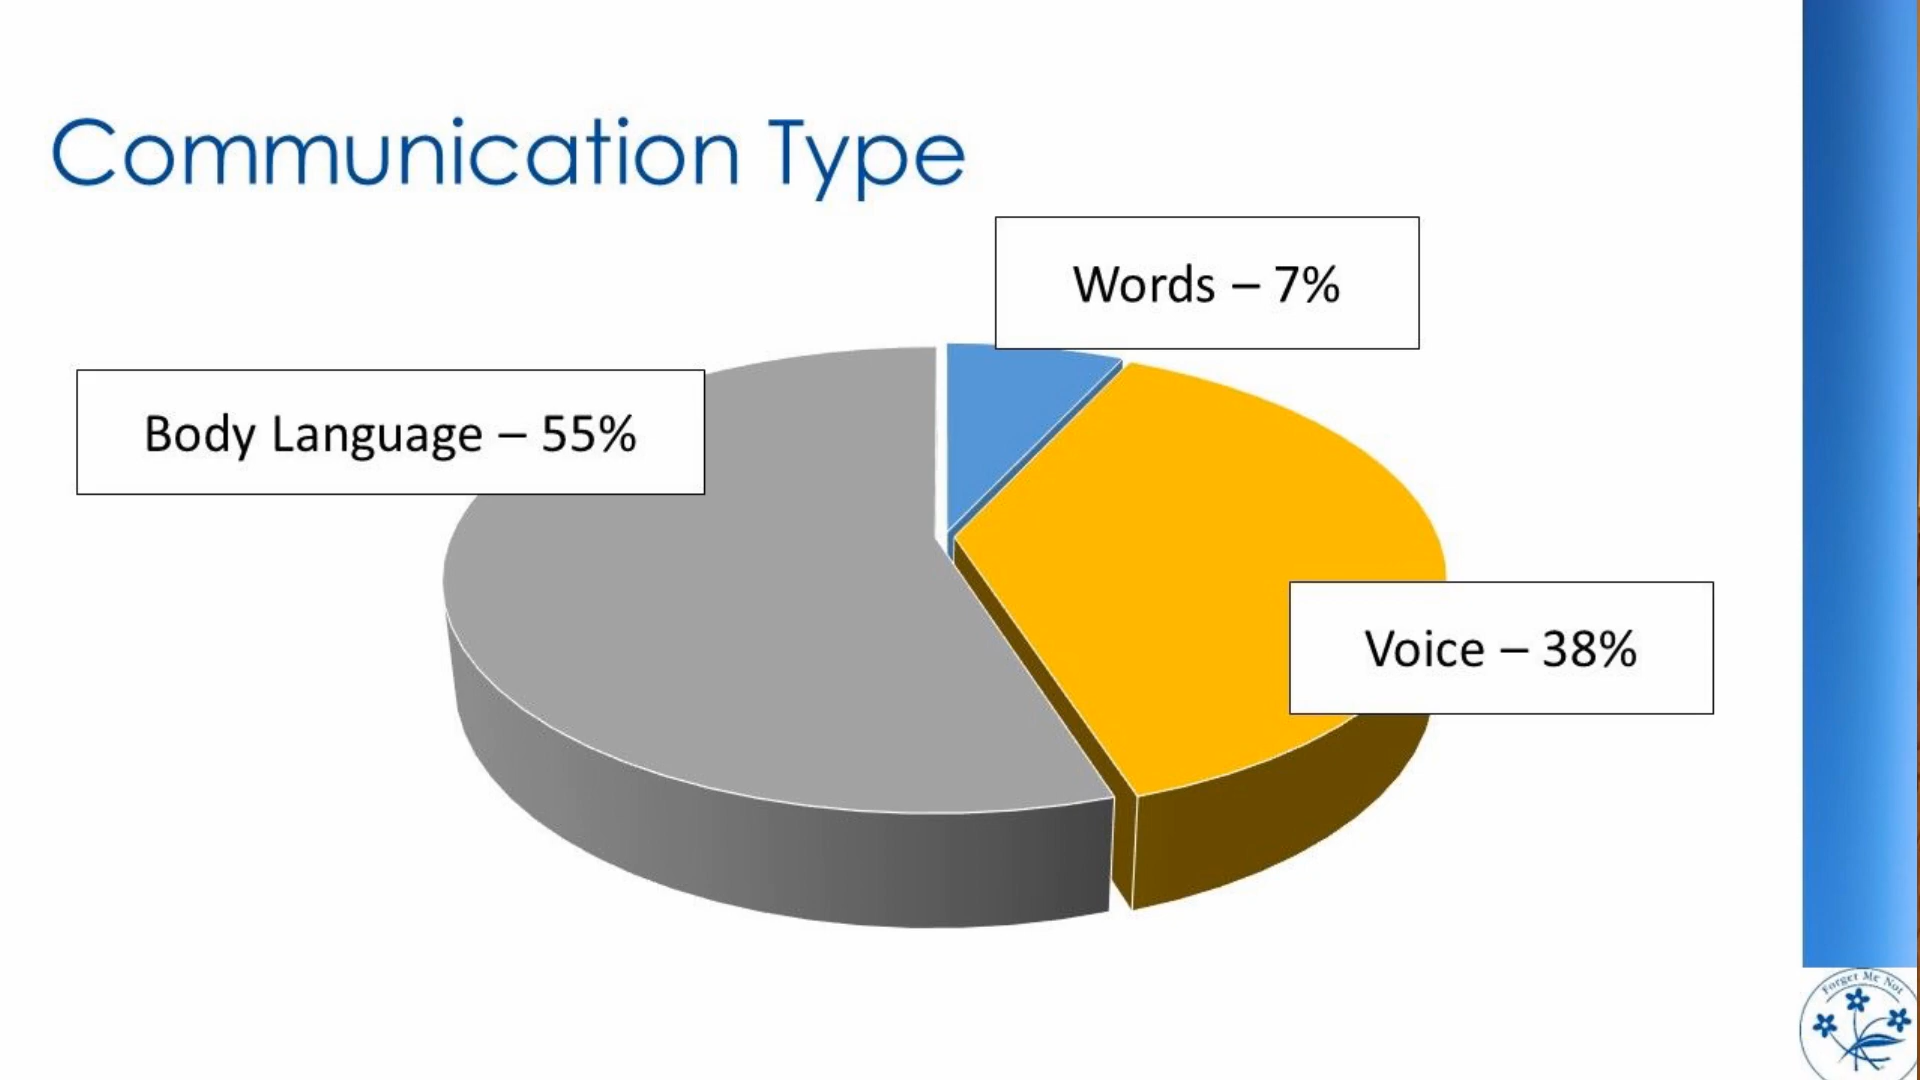 Communication Type
Words – 7%
Body Language – 55%
Voice – 38%
Forget Me Not